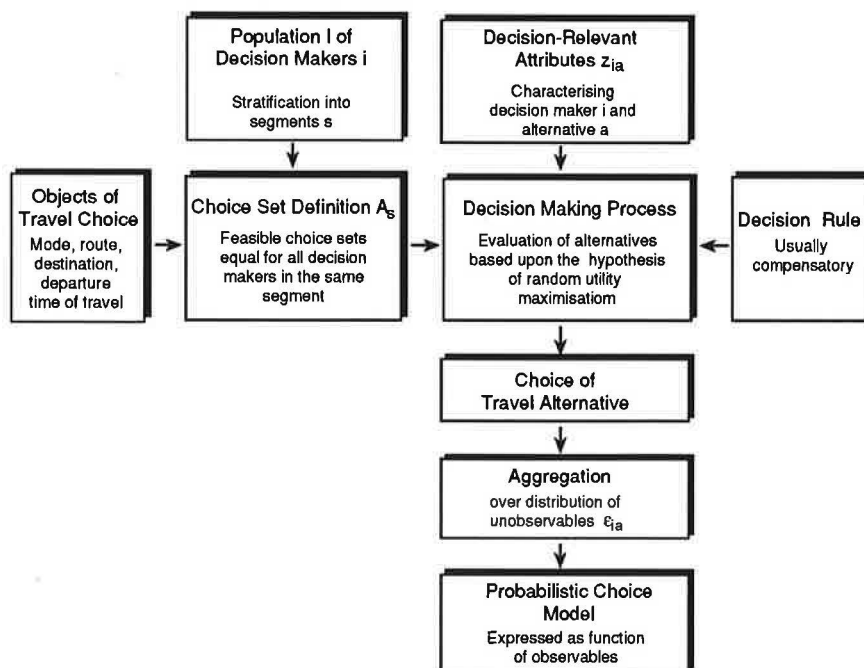 Population I of
Decision Makers i
Stratification into
segments s
Decision-Relevant
Attributes z_ia
Characterising
decision maker i and
alternative a
Objects of
Travel Choice
Mode, route,
destination,
departure
time of travel
Choice Set Definition A_s
Feasible choice sets
equal for all decision
makers in the same
segment
Decision Making Process
Evaluation of alternatives
based upon the hypothesis
of random utility
maximisatiom
Decision Rule
Usually
compensatory
Choice of
Travel Alternative
Aggregation
over distribution of
unobservables ε_ia
Probabilistic Choice
Model
Expressed as function
of observables